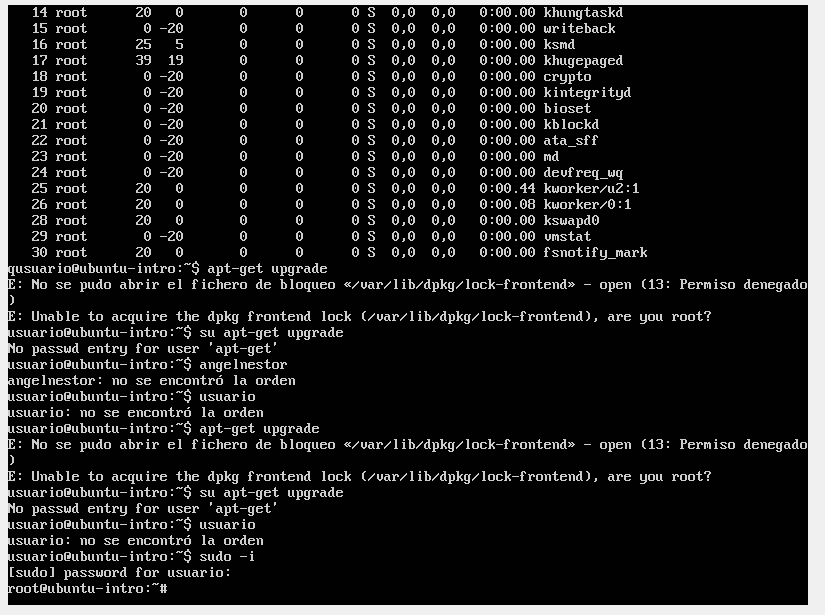 14 root 20 0 0 0 0 S 0,0 0,0 0:00.00 khungtaskd
15 root 0 -20 0 0 0 S 0,0 0,0 0:00.00 writeback
16 root 25 5 0 0 0 S 0,0 0,0 0:00.00 ksmd
17 root 39 19 0 0 0 S 0,0 0,0 0:00.00 khugepaged
18 root 0 -20 0 0 0 S 0,0 0,0 0:00.00 crypto
19 root 0 -20 0 0 0 S 0,0 0,0 0:00.00 kintegrityd
20 root 0 -20 0 0 0 S 0,0 0,0 0:00.00 bioset
21 root 0 -20 0 0 0 S 0,0 0,0 0:00.00 kblockd
22 root 0 -20 0 0 0 S 0,0 0,0 0:00.00 ata_sff
23 root 0 -20 0 0 0 S 0,0 0,0 0:00.00 md
24 root 0 -20 0 0 0 S 0,0 0,0 0:00.00 devfreq_wq
25 root 20 0 0 0 0 S 0,0 0,0 0:00.44 kworker/u2:1
26 root 20 0 0 0 0 S 0,0 0,0 0:00.08 kworker/0:1
28 root 20 0 0 0 0 S 0,0 0,0 0:00.00 kswapd0
29 root 0 -20 0 0 0 S 0,0 0,0 0:00.00 vmstat
30 root 20 0 0 0 0 S 0,0 0,0 0:00.00 fsnotify_mark
qusuario@ubuntu-intro:~$ apt-get upgrade
E: No se pudo abrir el fichero de bloqueo «/var/lib/dpkg/lock-frontend» - open (13: Permiso denegado
)
E: Unable to acquire the dpkg frontend lock (/var/lib/dpkg/lock-frontend), are you root?
usuario@ubuntu-intro:~$ su apt-get upgrade
No passwd entry for user 'apt-get'
usuario@ubuntu-intro:~$ angelnestor
angelnestor: no se encontró la orden
usuario@ubuntu-intro:~$ usuario
usuario: no se encontró la orden
usuario@ubuntu-intro:~$ apt-get upgrade
E: No se pudo abrir el fichero de bloqueo «/var/lib/dpkg/lock-frontend» - open (13: Permiso denegado
)
E: Unable to acquire the dpkg frontend lock (/var/lib/dpkg/lock-frontend), are you root?
usuario@ubuntu-intro:~$ su apt-get upgrade
No passwd entry for user 'apt-get'
usuario@ubuntu-intro:~$ usuario
usuario: no se encontró la orden
usuario@ubuntu-intro:~$ sudo -i
[sudo] password for usuario:
root@ubuntu-intro:~#